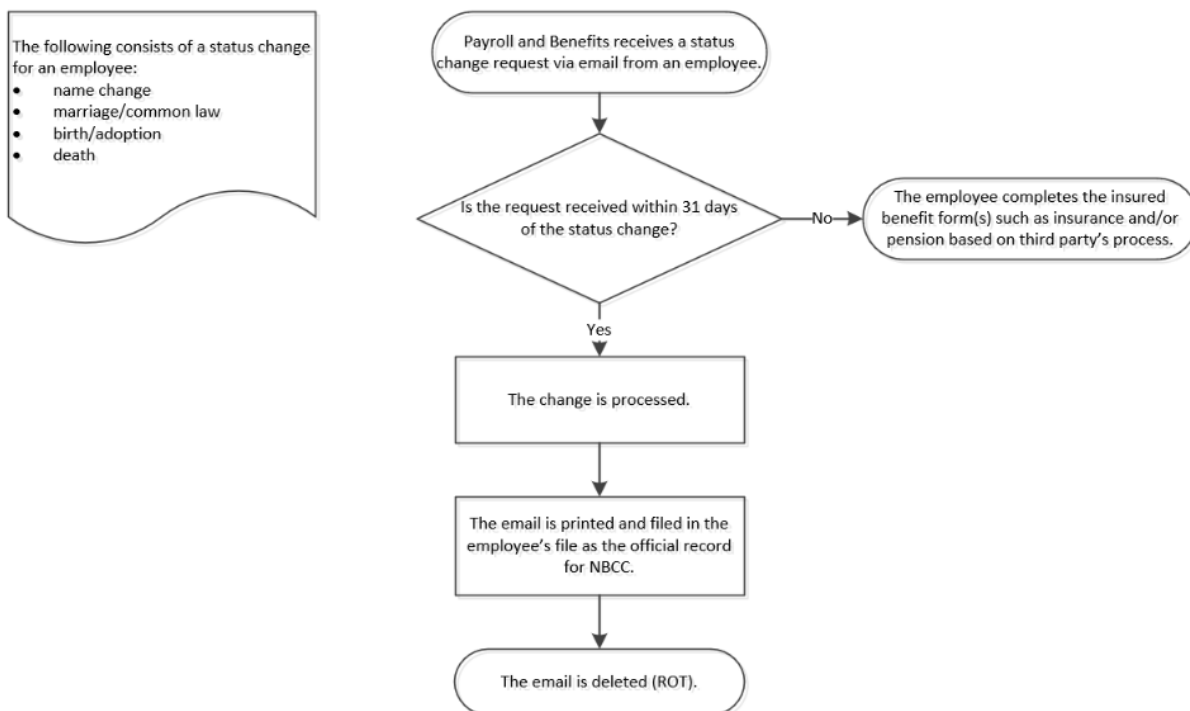 The following consists of a status change
for an employee:
• name change
• marriage/common law
• birth/adoption
• death
Payroll and Benefits receives a status
change request via email from an employee.
Is the request received within 31 days
of the status change?
No
The employee completes the insured
benefit form(s) such as insurance and/or
pension based on third party’s process.
Yes
The change is processed.
The email is printed and filed in the
employee’s file as the official record
for NBCC.
The email is deleted (ROT).